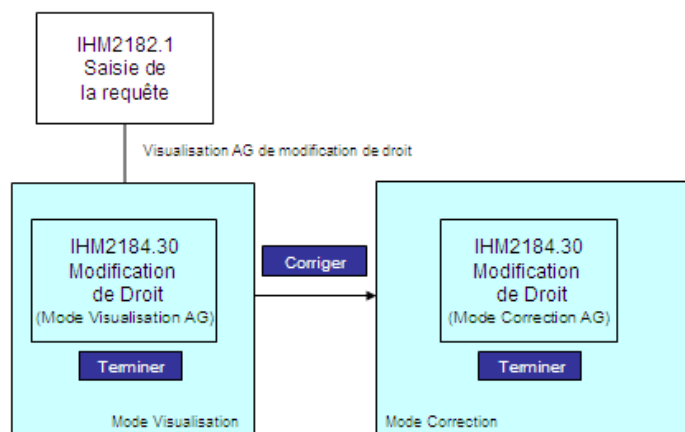 IHM2182.1
Saisie de
la requête
Visualisation AG de modification de droit
IHM2184.30
Modification
de Droit
(Mode Visualisation AG)
Terminer
Mode Visualisation
Corriger
IHM2184.30
Modification
de Droit
(Mode Correction AG)
Terminer
Mode Correction